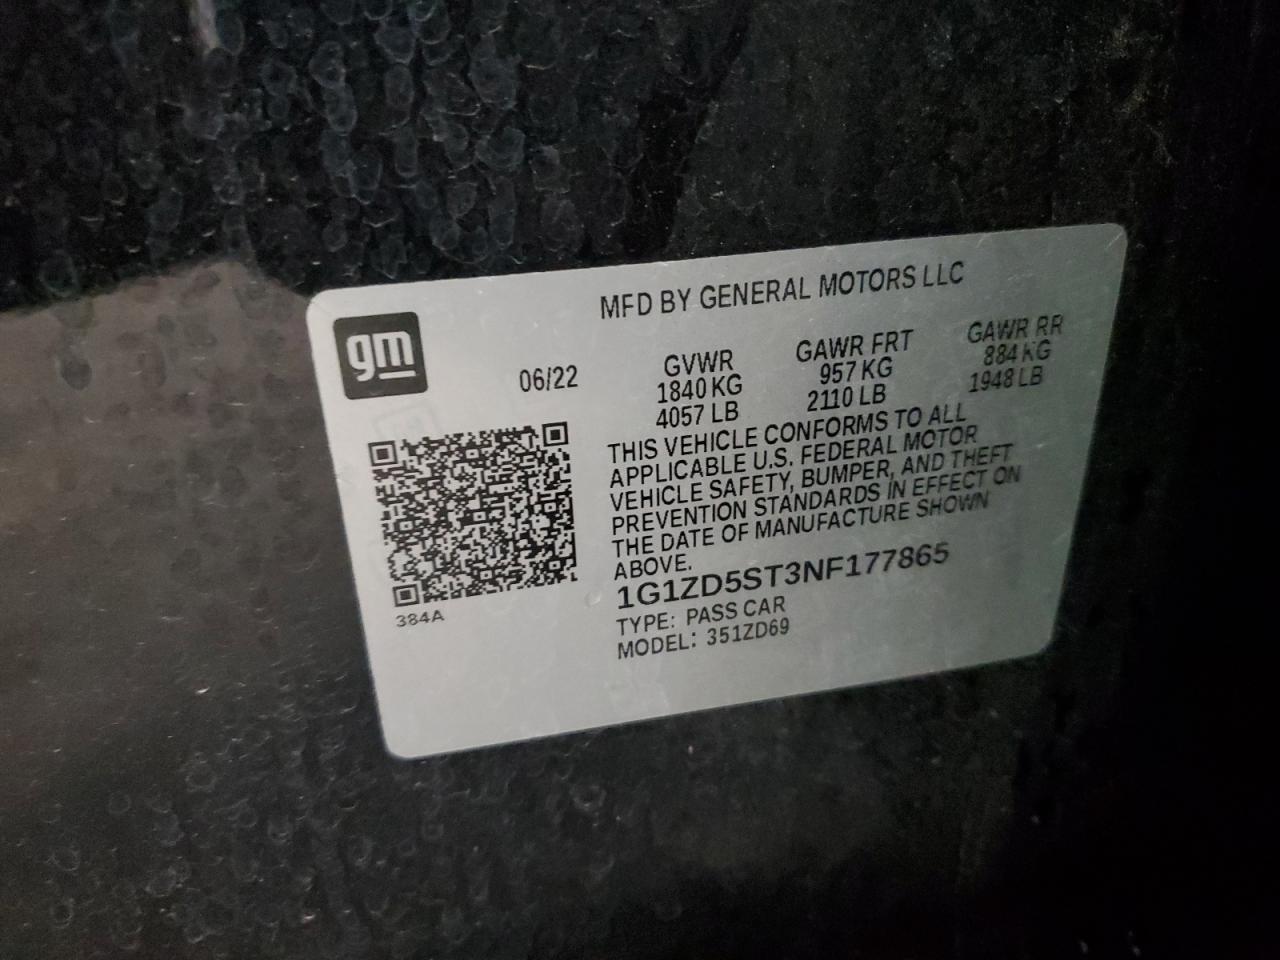 gm
MFD BY GENERAL MOTORS LLC
06/22
GVWR
1840 KG
4057 LB
GAWR FRT
957 KG
2110 LB
GAWR RR
884 KG
1948 LB
THIS VEHICLE CONFORMS TO ALL
APPLICABLE U.S. FEDERAL MOTOR
VEHICLE SAFETY, BUMPER, AND THEFT
PREVENTION STANDARDS IN EFFECT ON
THE DATE OF MANUFACTURE SHOWN
ABOVE.
1G1ZD5ST3NF177865
TYPE: PASS CAR
MODEL: 351ZD69
384A